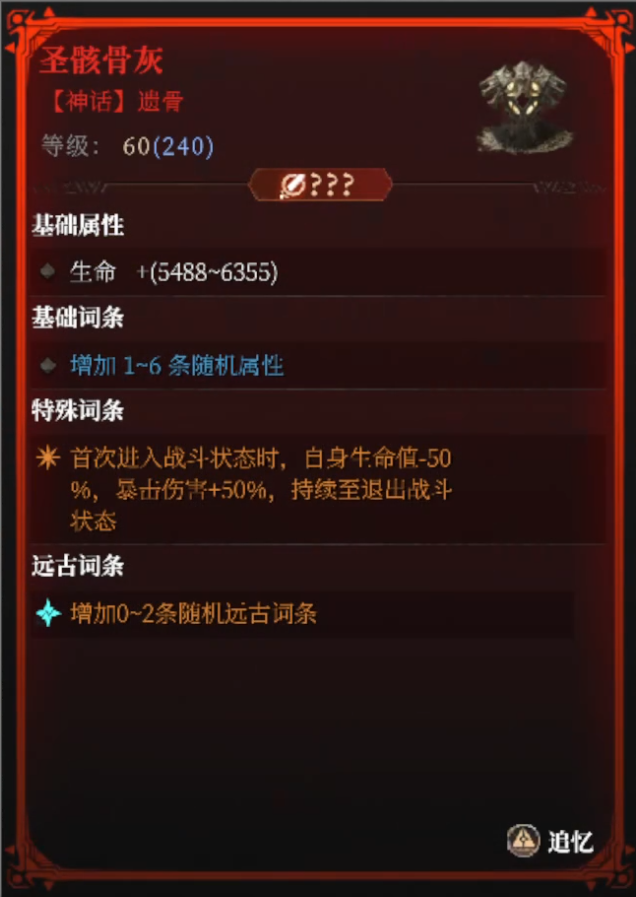 圣骸骨灰
【神话】遗骨
等级： 60(240)
???
基础属性
生命 +(5488~6355)
基础词条
增加 1~6 条随机属性
特殊词条
首次进入战斗状态时，自身生命值-50
%，暴击伤害+50%，持续至退出战斗
状态
远古词条
增加0~2条随机远古词条
追忆